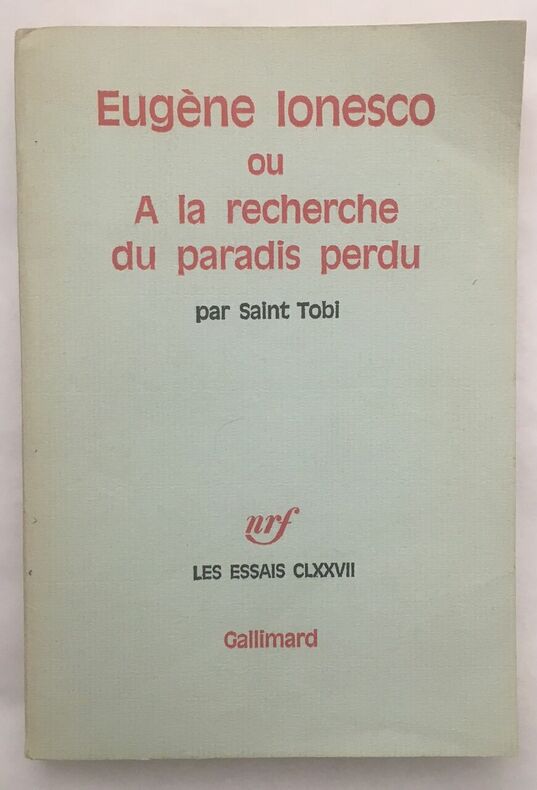 Eugène Ionesco
ou
A la recherche
du paradis perdu
par Saint Tobi
nrf
LES ESSAIS CLXXVII
Gallimard